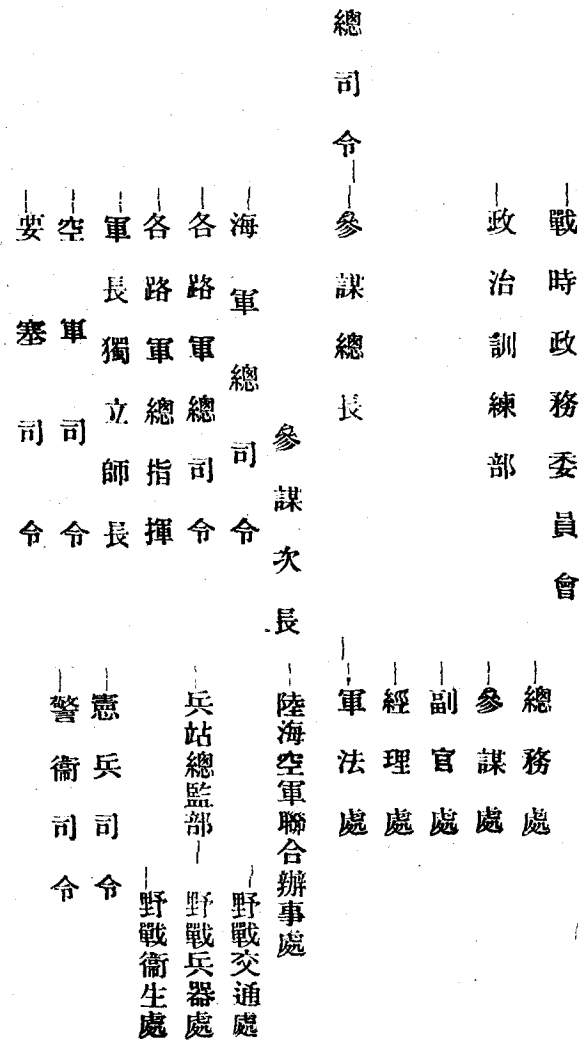 總司令
戰時政務委員會
政治訓練部
參謀總長
參謀次長
海軍總司令
各路軍總司令
各路軍總指揮
軍長獨立師長
空軍司令
要塞司令
總務處
參謀處
副官處
經理處
軍法處
陸海空軍聯合辦事處
兵站總監部
野戰交通處
野戰兵器處
野戰衞生處
憲兵司令
警衞司令